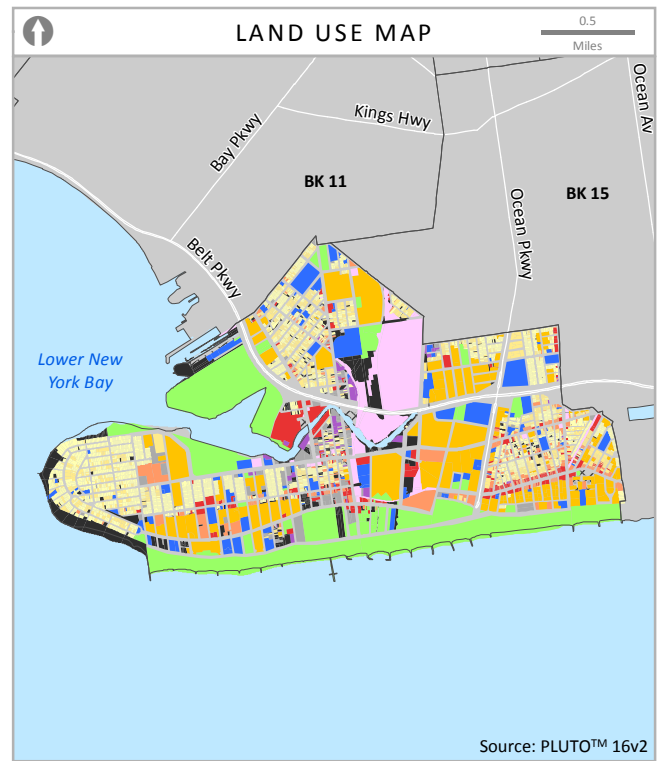 LAND USE MAP
0.5
Miles
Ocean Av
Kings Hwy
Bay Pkwy
BK 11
BK 15
Ocean Pkwy
Belt Pkwy
Lower New
York Bay
Source: PLUTO™ 16v2